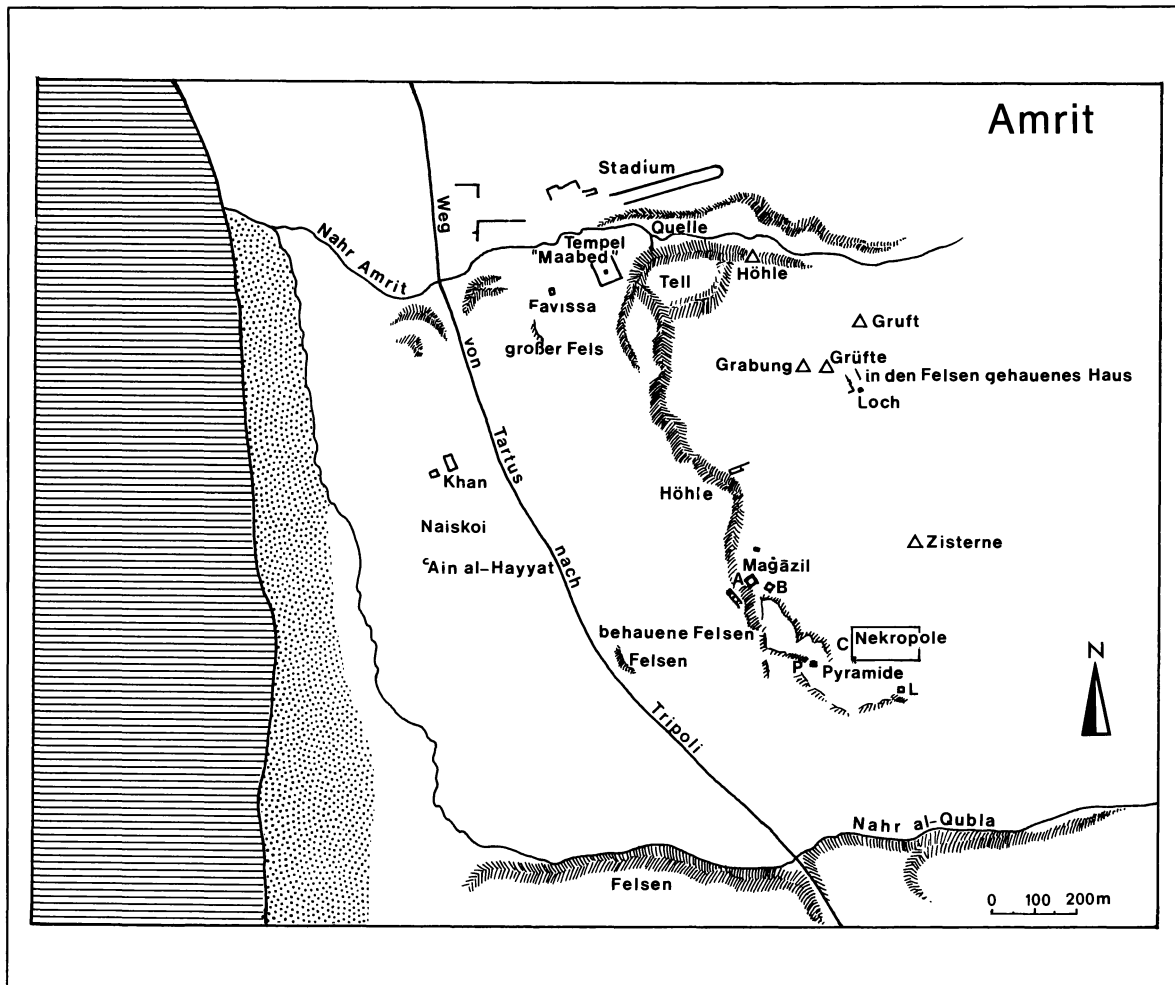 Amrit
Stadium
Weg
Quelle
Nahr Amrit
Tempel
"Maabed"
Tell
Höhle
Favissa
Gruft
von
großer Fels
Grabung
Grüfte
in den Felsen gehauenes Haus
Loch
Tartus
Khan
Höhle
Naiskoi
nach
Zisterne
ʿAin al-Hayyat
Maġāzil
A
B
behauene Felsen
C
Nekropole
Felsen
P
Pyramide
L
N
Tripoli
Nahr al-Qubla
Felsen
0 100 200m